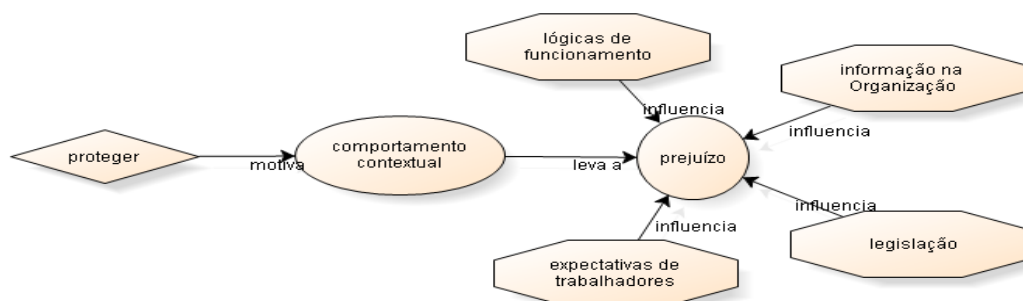 lógicas de
funcionamento
informação na
Organização
influencia
influencia
proteger
motiva
comportamento
contextual
leva a
prejuízo
influencia
influencia
legislação
expectativas de
trabalhadores